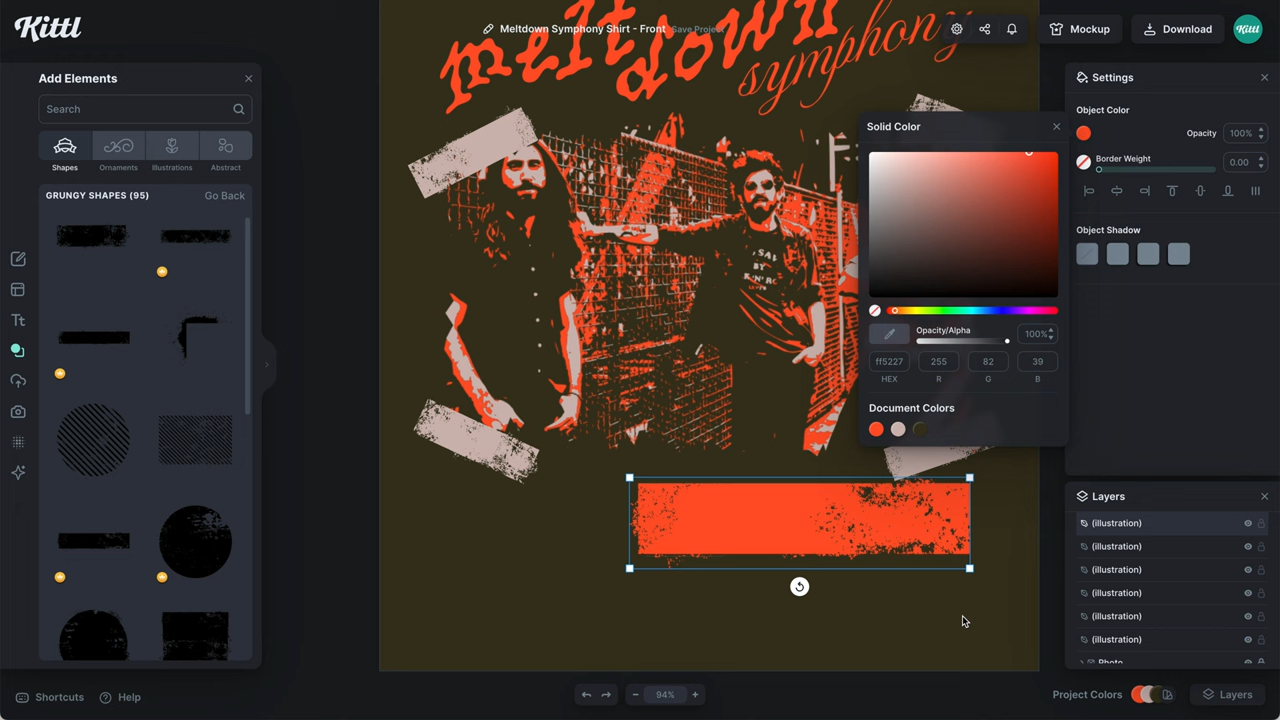 Kittl
Meltdown Symphony Shirt - Front
Save Project
Mockup
Download
Kittl
meltdown
symphony
Add Elements
Search
Shapes
Ornaments
Illustrations
Abstract
GRUNGY SHAPES (95)
Go Back
Solid Color
Opacity/Alpha
100%
ff5227
255
82
39
HEX
R
G
B
Document Colors
Settings
Object Color
Opacity
100%
Border Weight
0.00
Object Shadow
Layers
(illustration)
(illustration)
(illustration)
(illustration)
(illustration)
(illustration)
Photo
Shortcuts
Help
94%
Project Colors
Layers